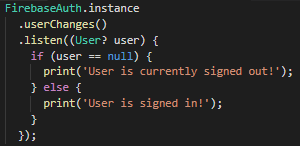 FirebaseAuth.instance
  .userChanges()
  .listen((User? user) {
    if (user == null) {
      print('User is currently signed out!');
    } else {
      print('User is signed in!');
    }
  });